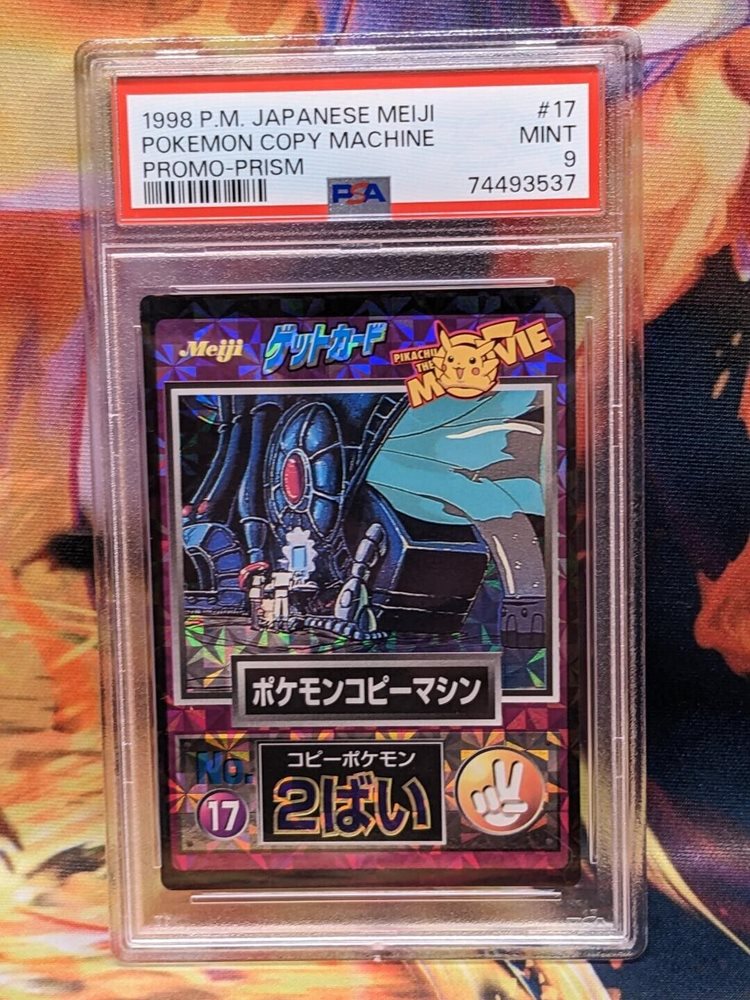 1998 P.M. JAPANESE MEIJI #17
POKEMON COPY MACHINE MINT
PROMO-PRISM 9
PSA 74493537
Meiji ゲットカード
PIKACHU THE MOVIE
ポケモンコピーマシン
No. 17
コピーポケモン
2ばい